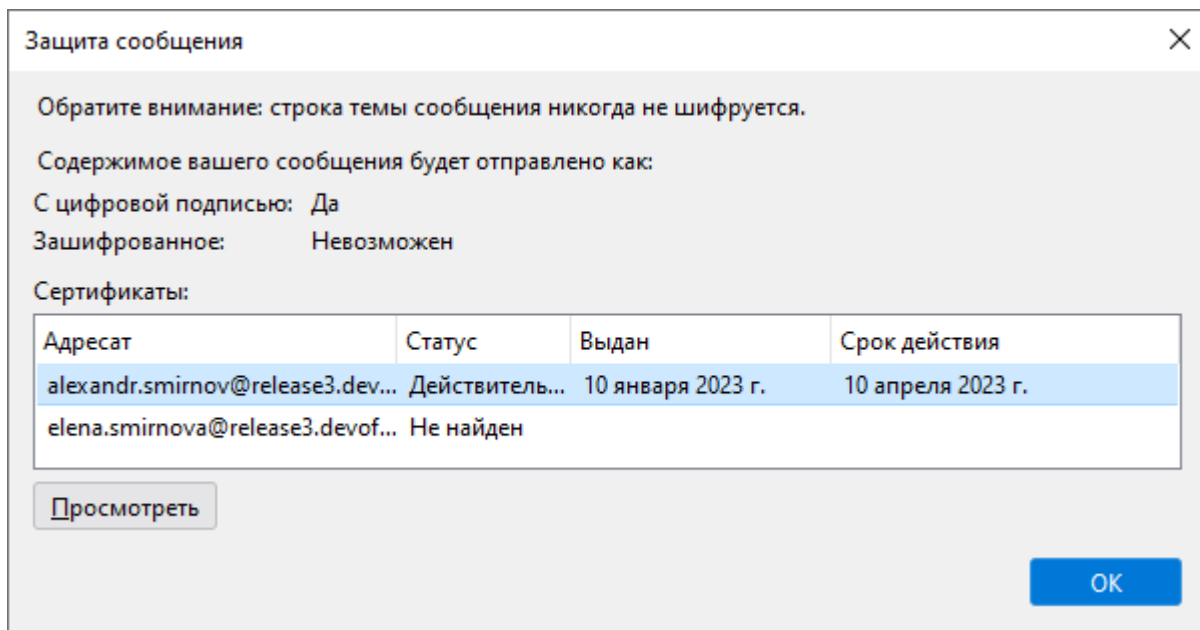 Защита сообщения
Обратите внимание: строка темы сообщения никогда не шифруется.
Содержимое вашего сообщения будет отправлено как:
С цифровой подписью: Да
Зашифрованное: Невозможен
Сертификаты:
Адресат Статус Выдан Срок действия
alexandr.smirnov@release3.dev... Действитель... 10 января 2023 г. 10 апреля 2023 г.
elena.smirnova@release3.devof... Не найден
Просмотреть
ОК